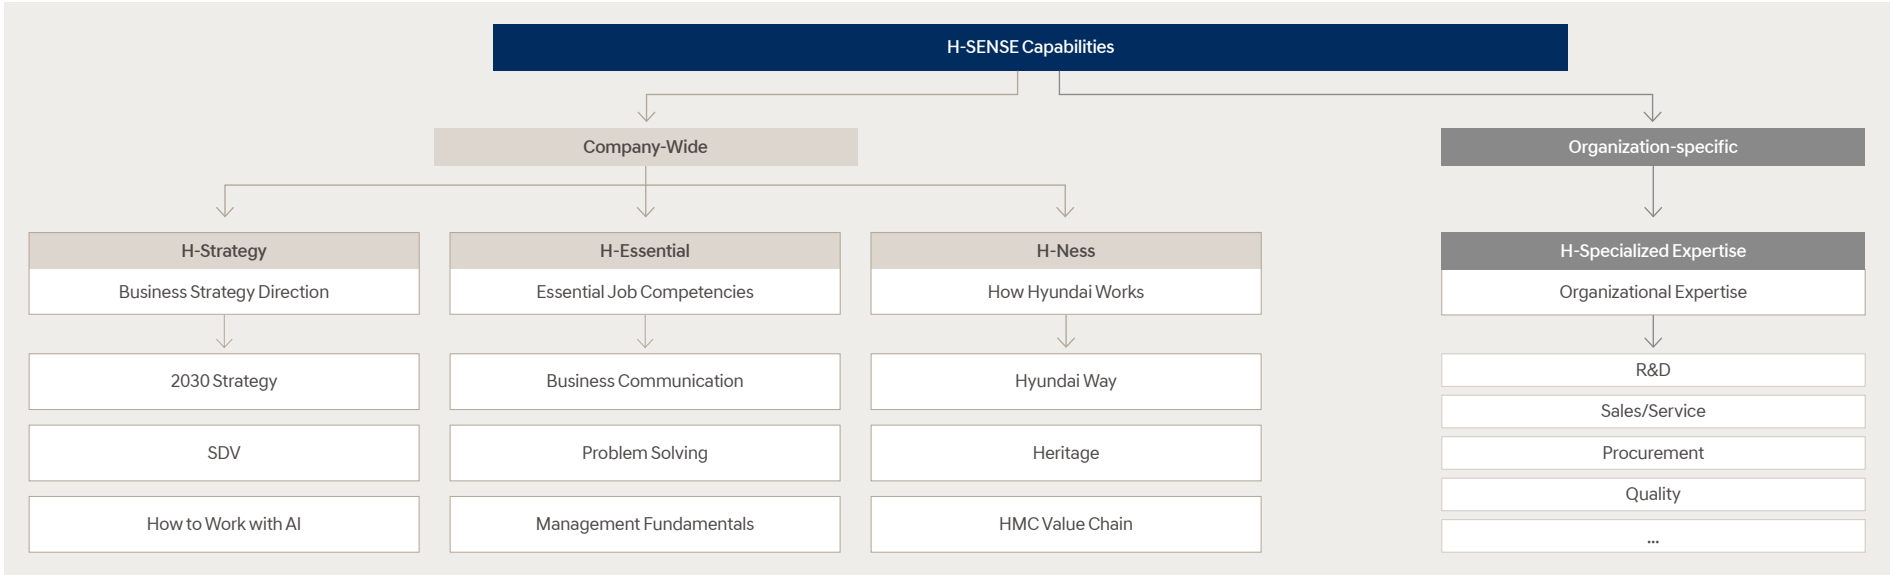 H-SENSE Capabilities
Company-Wide
Organization-specific
H-Strategy
Business Strategy Direction
2030 Strategy
SDV
How to Work with AI
H-Essential
Essential Job Competencies
Business Communication
Problem Solving
Management Fundamentals
H-Ness
How Hyundai Works
Hyundai Way
Heritage
HMC Value Chain
H-Specialized Expertise
Organizational Expertise
R&D
Sales/Service
Procurement
Quality
...